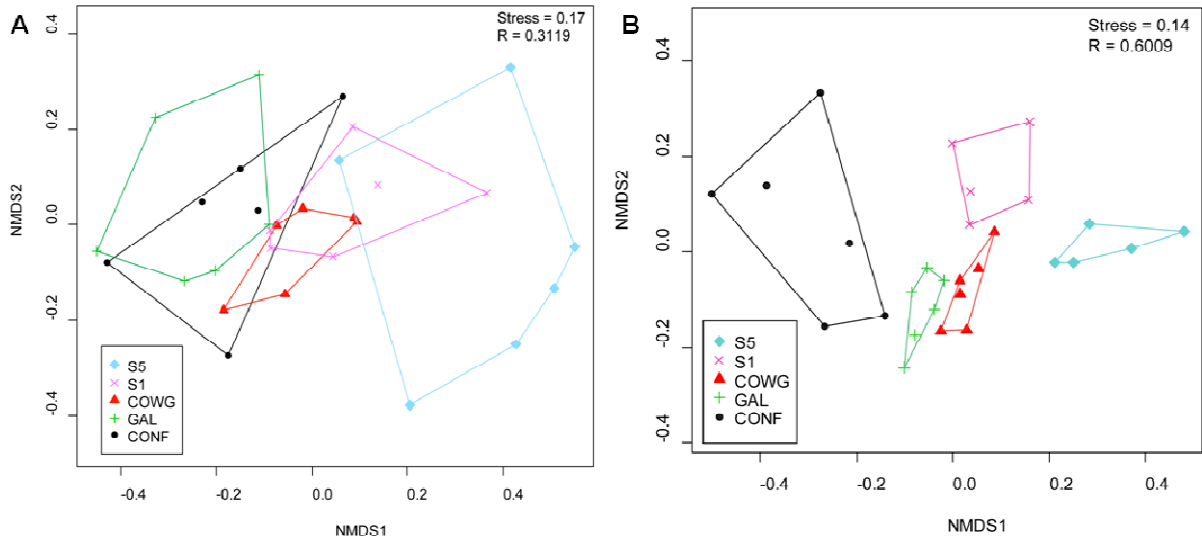 A
Stress = 0.17
R = 0.3119
NMDS2
0.4
0.2
0.0
-0.2
-0.4
S5
S1
COWG
GAL
CONF
-0.4
-0.2
0.0
0.2
0.4
NMDS1
B
Stress = 0.14
R = 0.6009
NMDS2
0.4
0.2
0.0
-0.2
-0.4
S5
S1
COWG
GAL
CONF
-0.4
-0.2
0.0
0.2
0.4
NMDS1